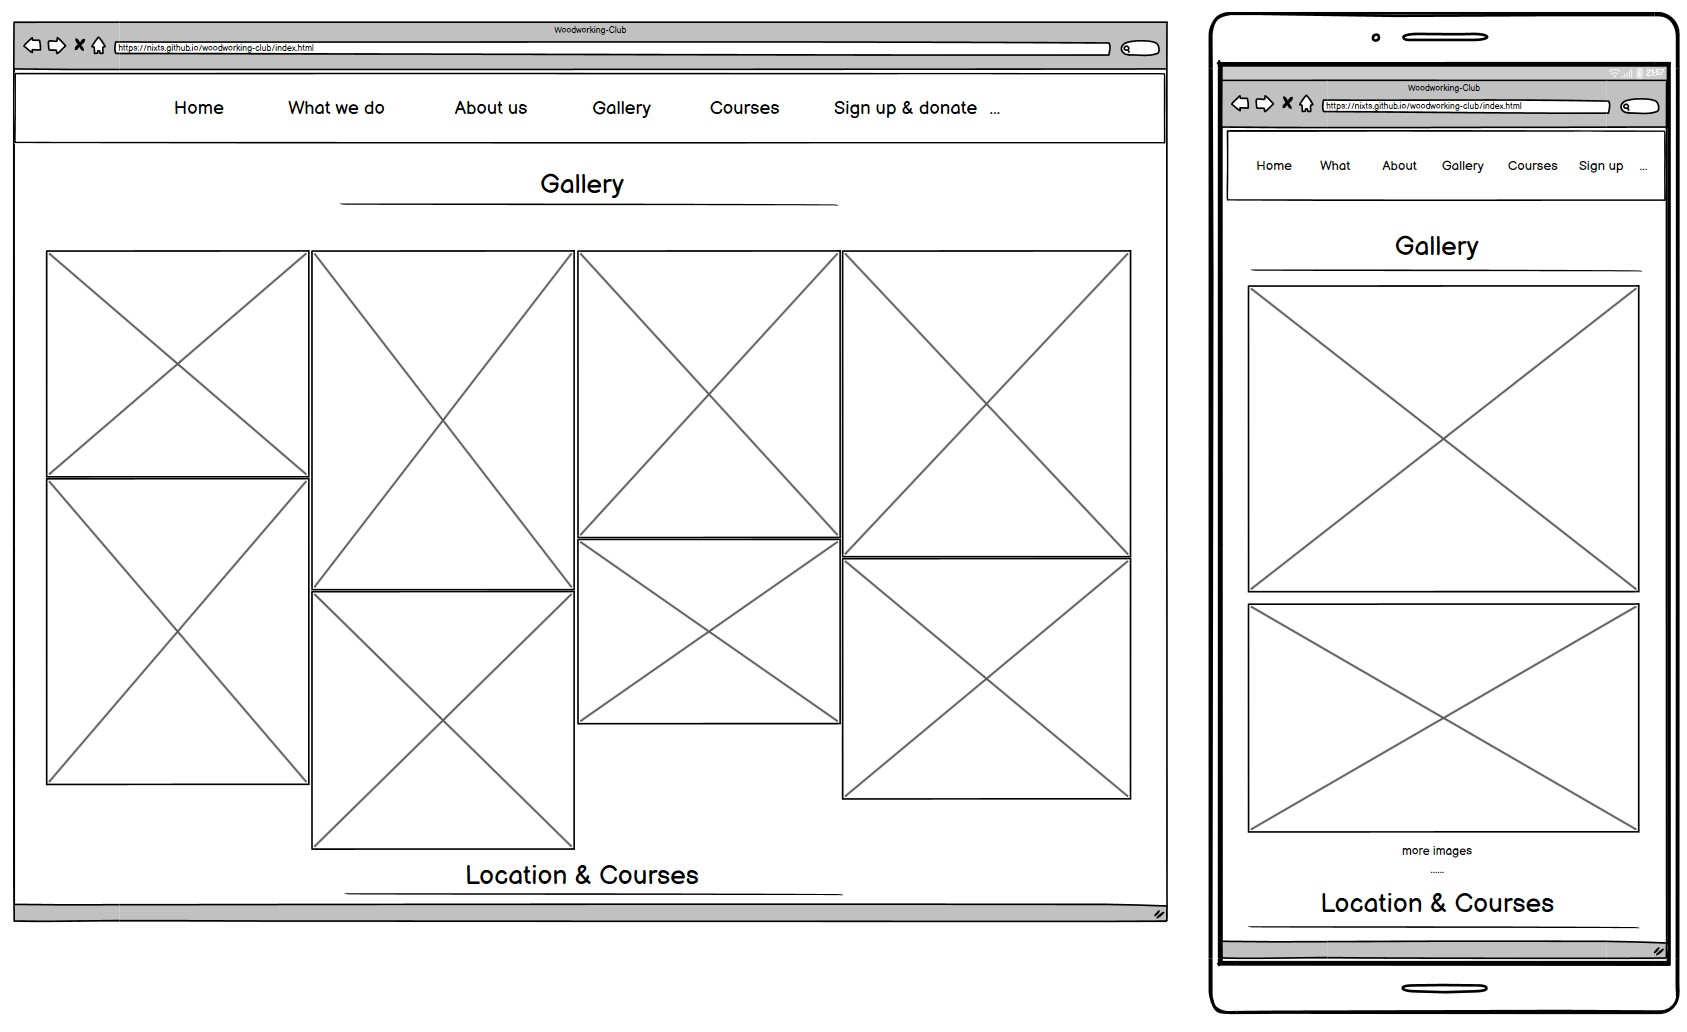 Woodworking-Club
https://nixts.github.io/woodworking-club/index.html
Home What we do About us Gallery Courses Sign up & donate ...
Gallery
Location & Courses
21:57
Woodworking-Club
https://nixts.github.io/woodworking-club/index.html
Home What About Gallery Courses Sign up ...
Gallery
more images
......
Location & Courses